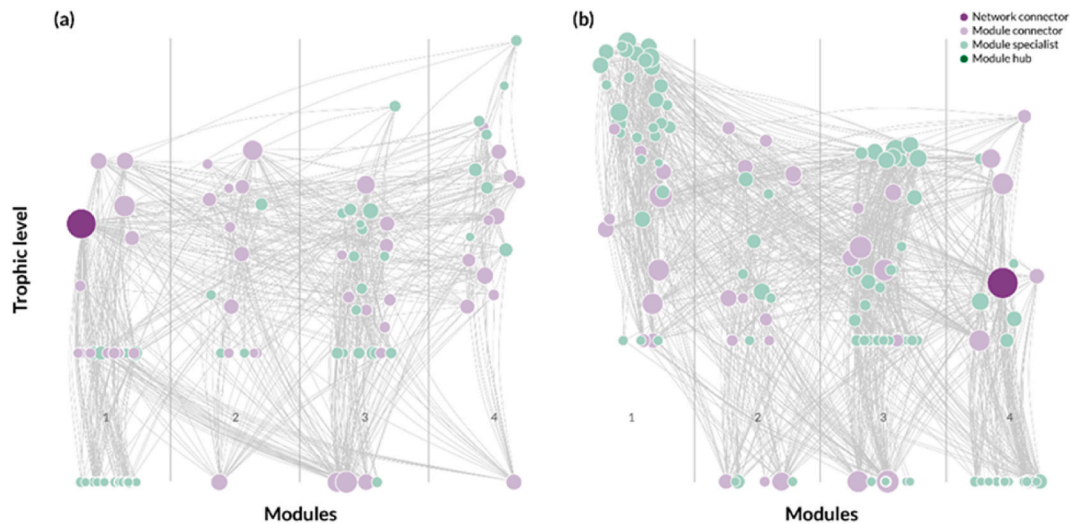 (a)
(b)
Network connector
Module connector
Module specialist
Module hub
Trophic level
1
2
3
4
1
2
3
4
Modules
Modules